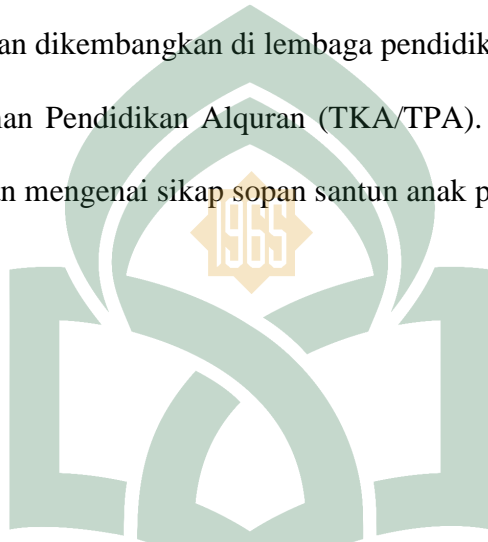 an dikembangkan di lembaga pendidik
an Pendidikan Alquran (TKA/TPA).
n mengenai sikap sopan santun anak p
1965